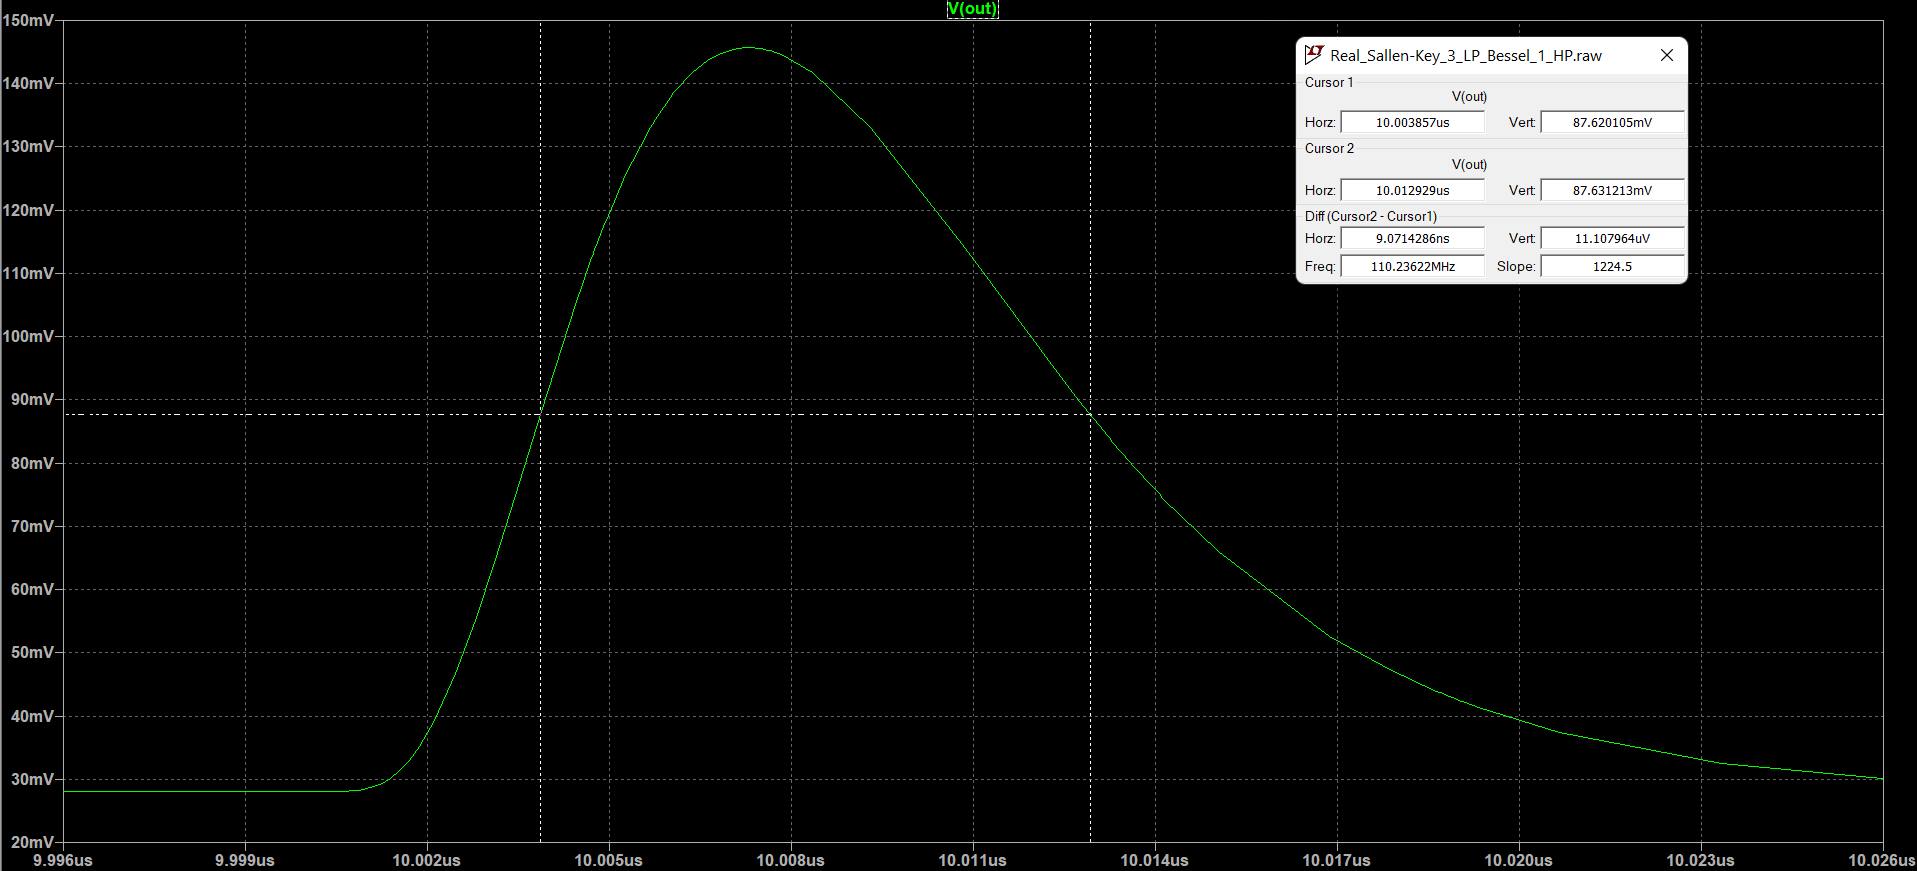 V(out)
150mV
140mV
130mV
120mV
110mV
100mV
90mV
80mV
70mV
60mV
50mV
40mV
30mV
20mV
9.996us 9.999us 10.002us 10.005us 10.008us 10.011us 10.014us 10.017us 10.020us 10.023us 10.026us
Real_Sallen-Key_3_LP_Bessel_1_HP.raw
Cursor 1
V(out)
Horz: 10.003857us Vert: 87.620105mV
Cursor 2
V(out)
Horz: 10.012929us Vert: 87.631213mV
Diff (Cursor2 - Cursor1)
Horz: 9.0714286ns Vert: 11.107964uV
Freq: 110.23622MHz Slope: 1224.5